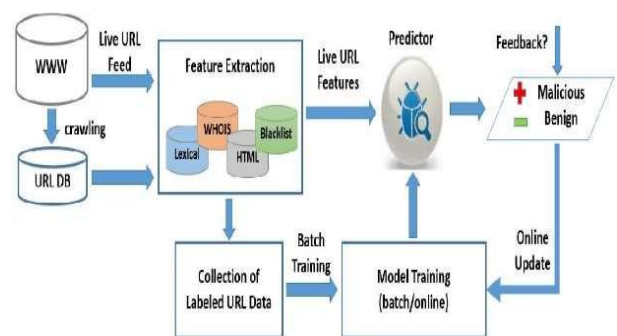 WWW
Live URL
Feed
crawling
URL DB
Feature Extraction
Lexical
WHOIS
HTML
Blacklist
Live URL
Features
Predictor
Feedback?
Malicious
Benign
Collection of
Labeled URL Data
Batch
Training
Model Training
(batch/online)
Online
Update